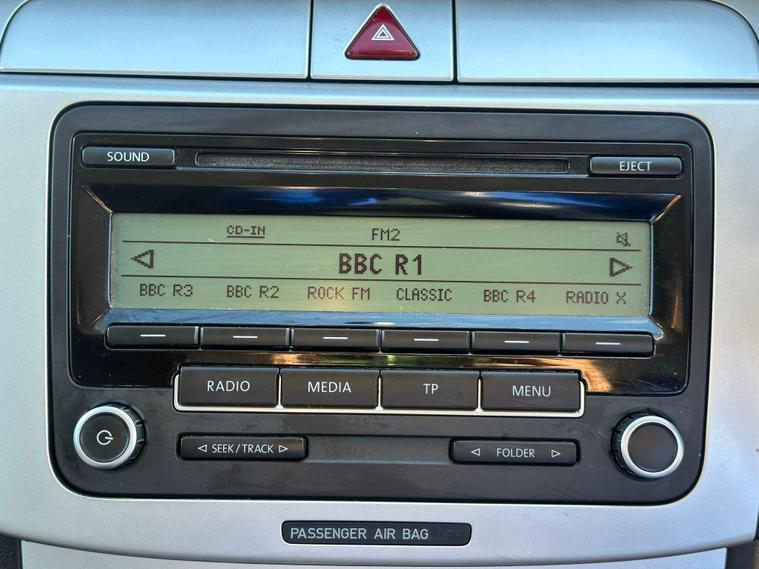 SOUND EJECT
CD-IN FM2
BBC R1
BBC R3 BBC R2 ROCK FM CLASSIC BBC R4 RADIO X
RADIO MEDIA TP MENU
SEEK/TRACK FOLDER
PASSENGER AIR BAG OFF